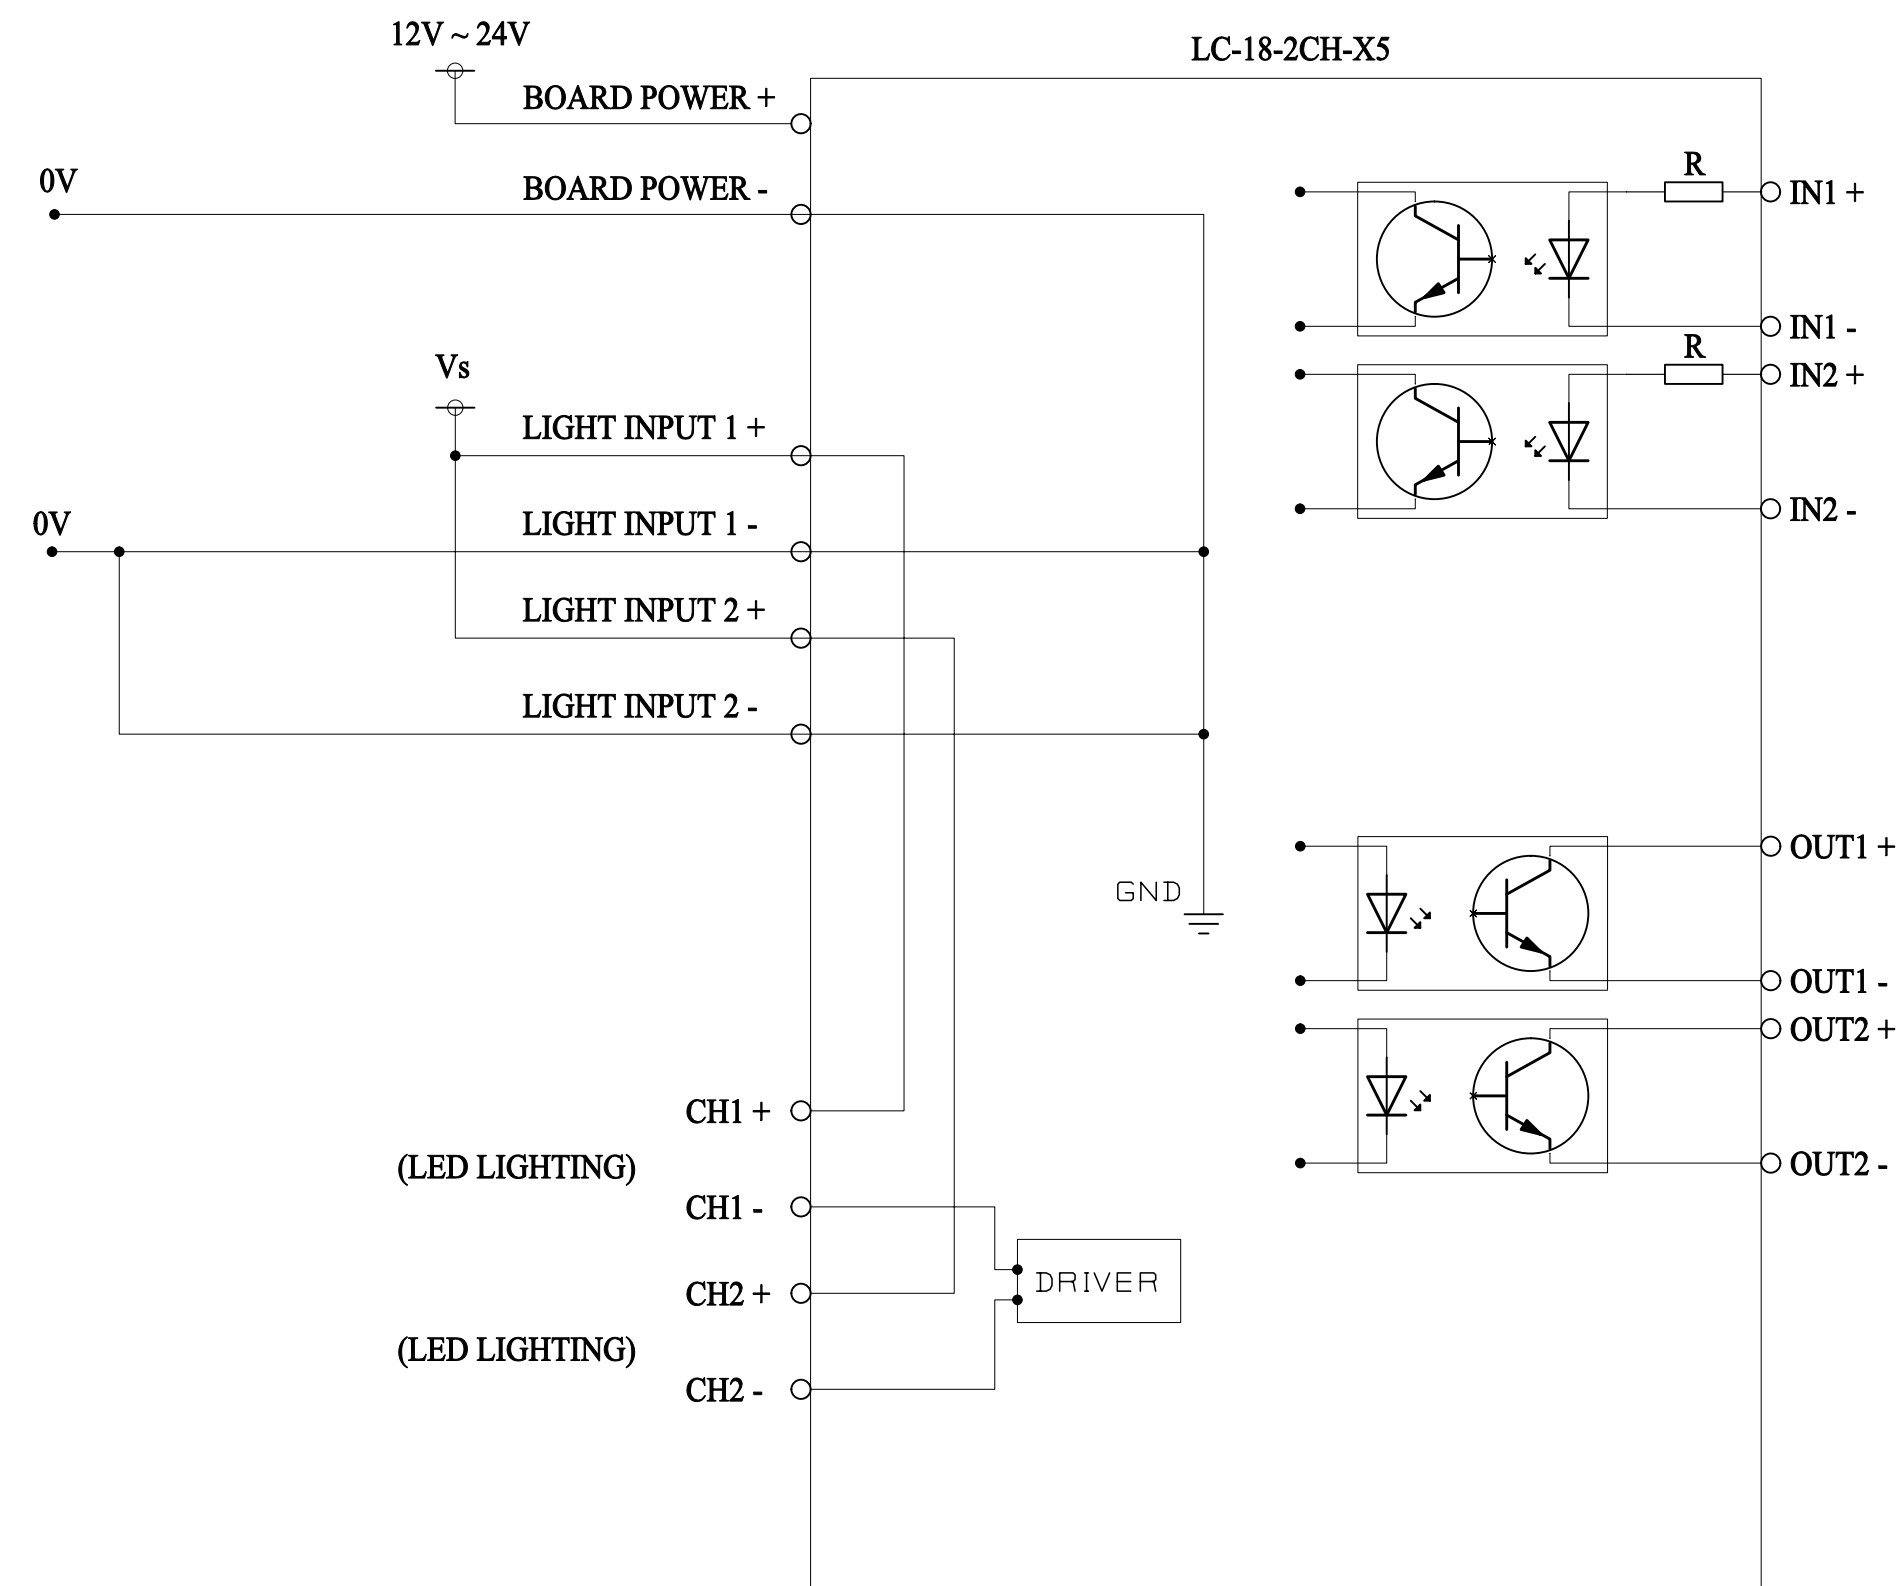 12V ~ 24V
LC-18-2CH-X5
BOARD POWER +
0V
BOARD POWER -
R
IN1 +
IN1 -
R
Vs
IN2 +
LIGHT INPUT 1 +
0V
LIGHT INPUT 1 -
IN2 -
LIGHT INPUT 2 +
LIGHT INPUT 2 -
OUT1 +
GND
OUT1 -
OUT2 +
CH1 +
(LED LIGHTING)
OUT2 -
CH1 -
DRIVER
CH2 +
(LED LIGHTING)
CH2 -